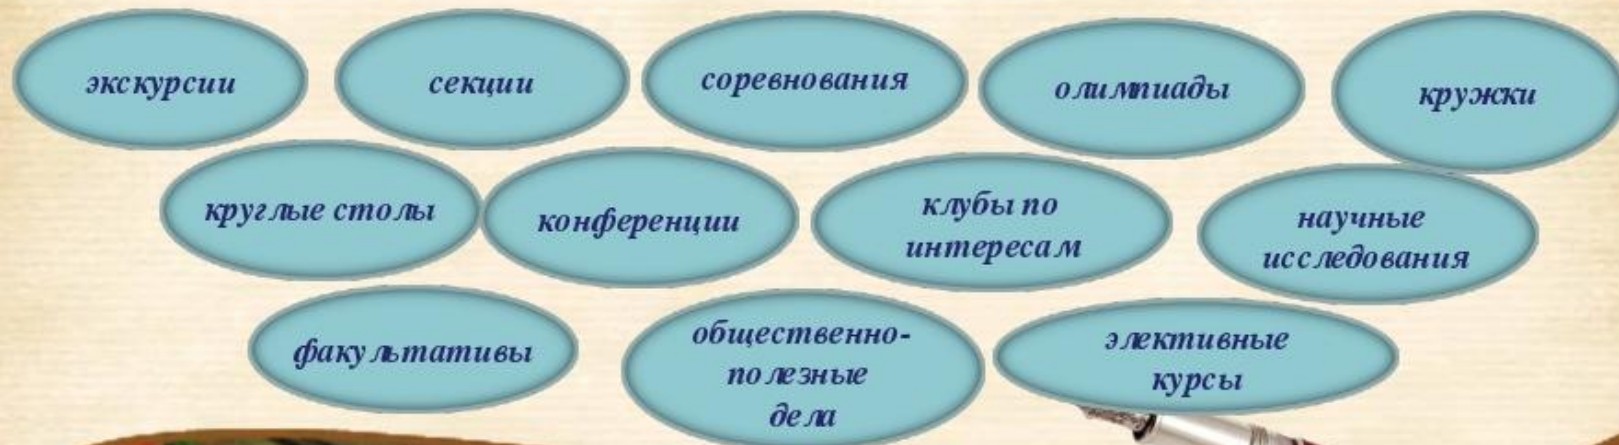 экскурсии
секции
соревнования
олимпиады
кружки
круглые столы
конференции
клубы по
интересам
научные
исследования
факультативы
общественно-
полезные
дела
элективные
курсы